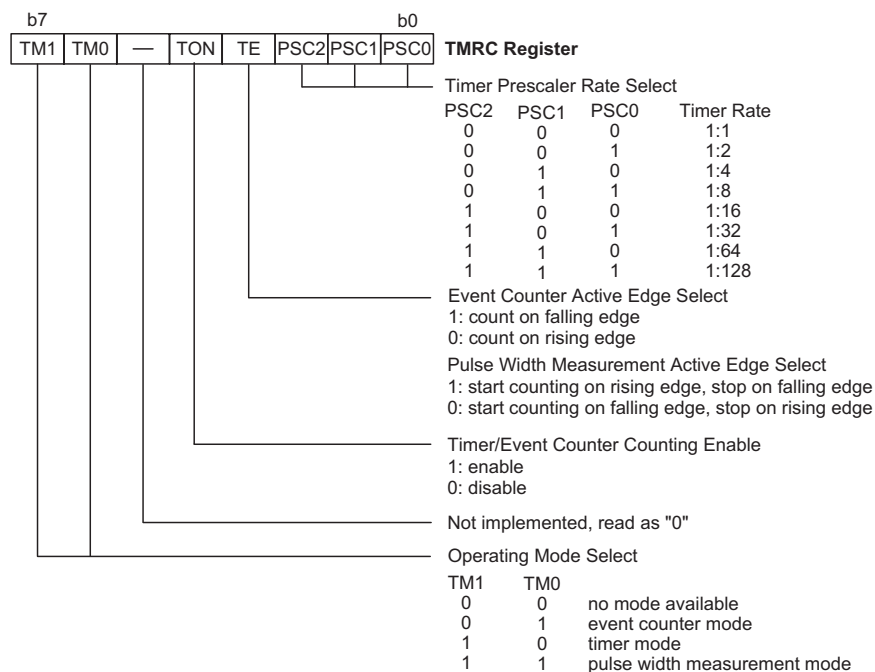 b7 b0
TM1 TM0 — TON TE PSC2 PSC1 PSC0 TMRC Register
Timer Prescaler Rate Select
PSC2 PSC1 PSC0 Timer Rate
0 0 0 1:1
0 0 1 1:2
0 1 0 1:4
0 1 1 1:8
1 0 0 1:16
1 0 1 1:32
1 1 0 1:64
1 1 1 1:128
Event Counter Active Edge Select
1: count on falling edge
0: count on rising edge
Pulse Width Measurement Active Edge Select
1: start counting on rising edge, stop on falling edge
0: start counting on falling edge, stop on rising edge
Timer/Event Counter Counting Enable
1: enable
0: disable
Not implemented, read as "0"
Operating Mode Select
TM1 TM0
0 0 no mode available
0 1 event counter mode
1 0 timer mode
1 1 pulse width measurement mode